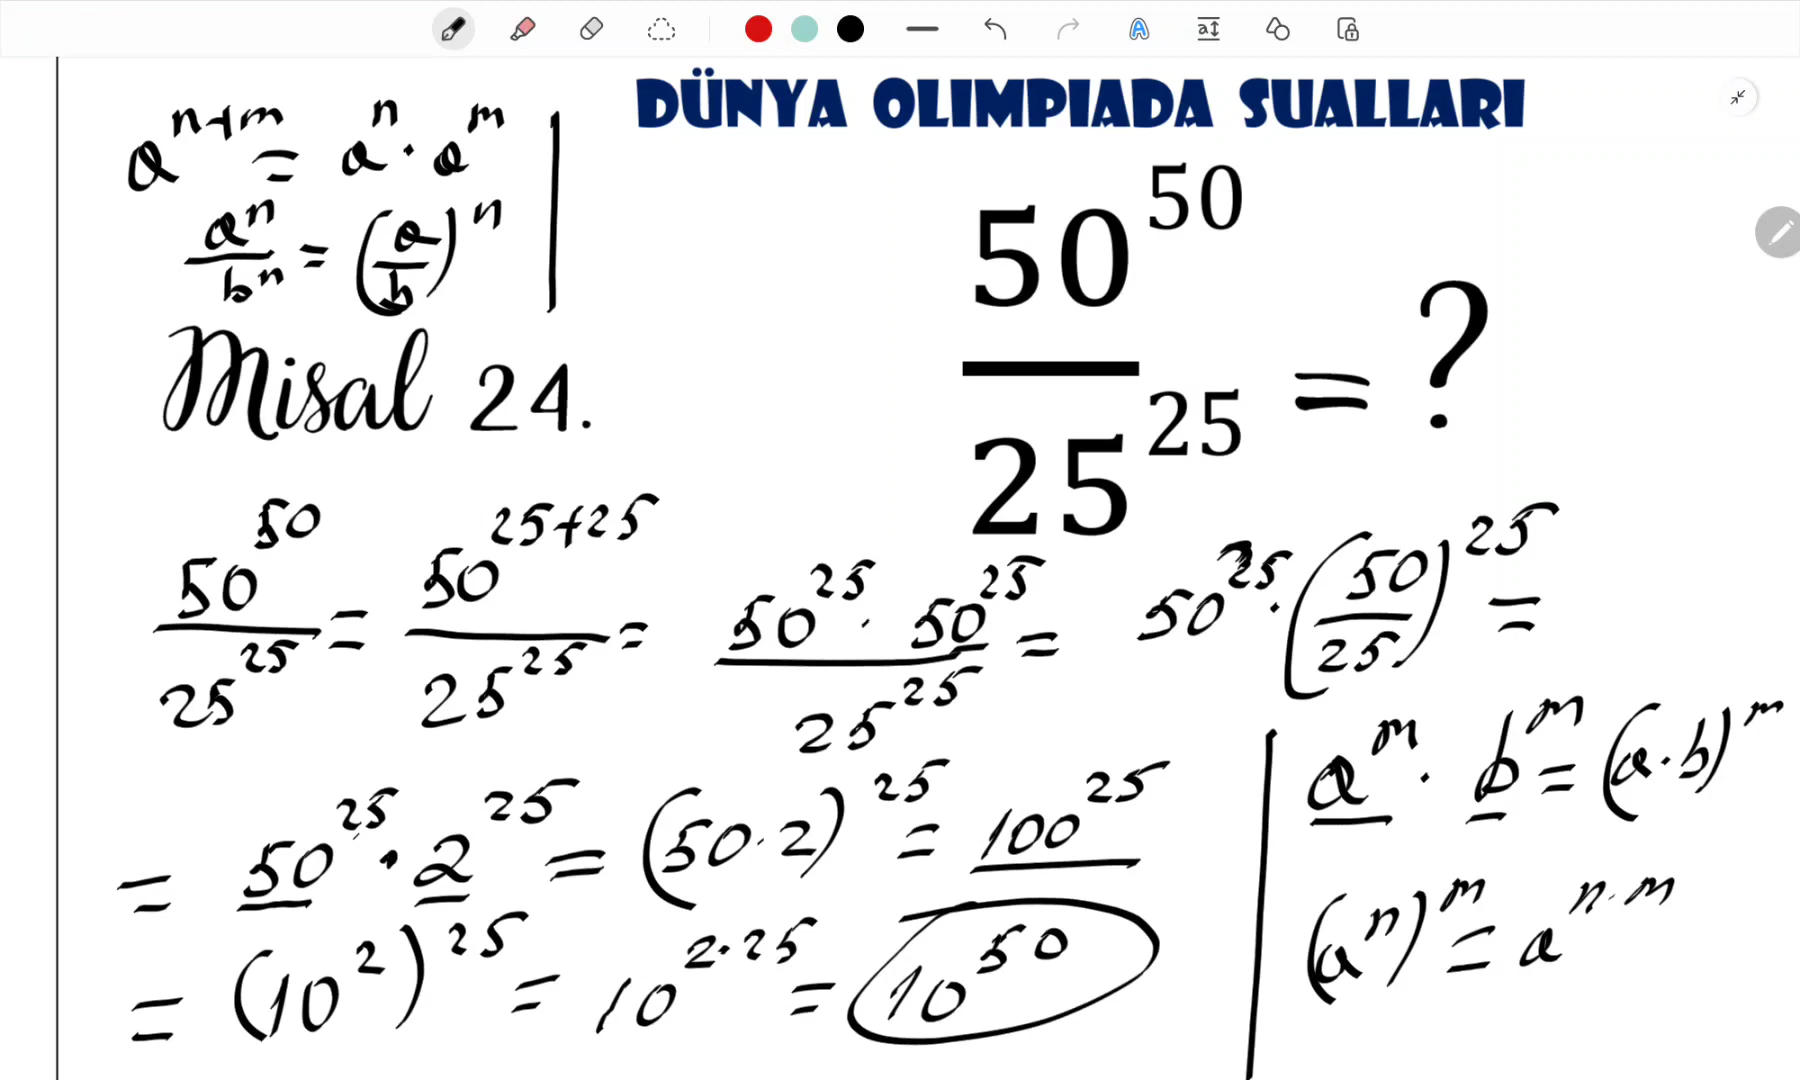 DÜNYA OLIMPIADA SUALLARI
a^{n+m} = a^n · a^m
a^n/b^n = (a/b)^n
Misal 24.
50^{50}/25^{25} = ?
50^{50}/25^{25} = 50^{25+25}/25^{25} = 50^{25} · 50^{25}/25^{25} = 50^{25} · (50/25)^{25} =
= 50^{25} · 2^{25} = (50·2)^{25} = 100^{25}
= (10^2)^{25} = 10^{2·25} = 10^{50}
a^m · b^m = (a·b)^m
(a^n)^m = a^{n·m}